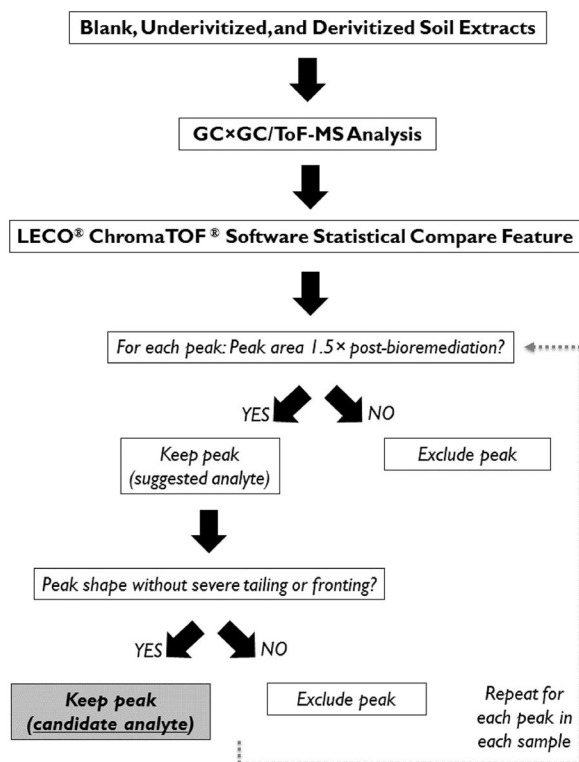 Blank, Underivitized, and Derivitized Soil Extracts
GC×GC/ToF-MS Analysis
LECO® ChromaTOF ® Software Statistical Compare Feature
For each peak: Peak area 1.5× post-bioremediation?
YES
NO
Keep peak
(suggested analyte)
Exclude peak
Peak shape without severe tailing or fronting?
YES
NO
Keep peak
(candidate analyte)
Exclude peak
Repeat for
each peak in
each sample